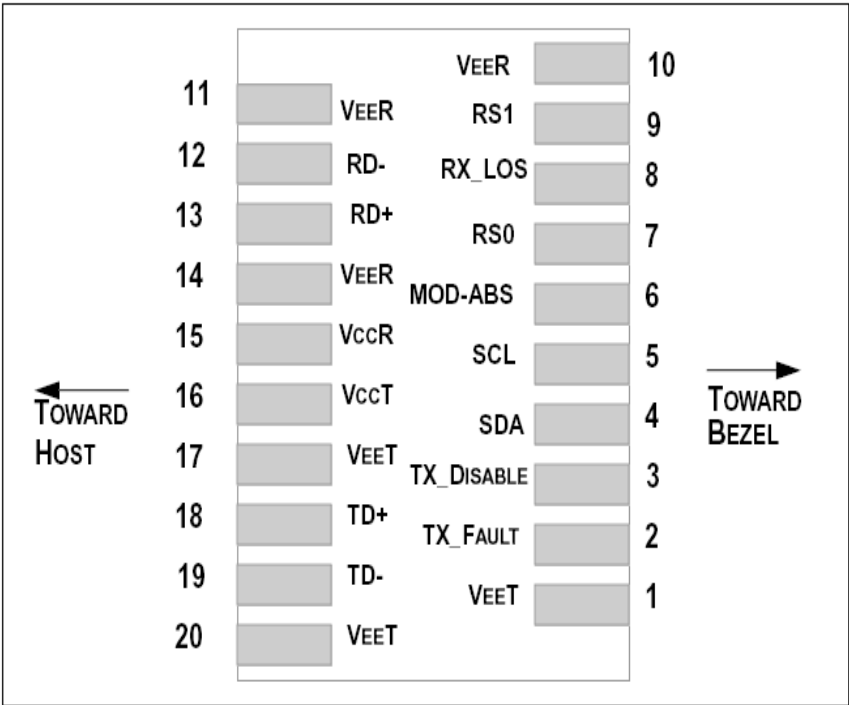 VEER 10
11 VEER
RS1 9
12 RD-
RX_LOS 8
13 RD+
RS0 7
14 VEER
MOD-ABS 6
15 VCCR
SCL 5
16 VCCT
SDA 4
17 VEET
TX_DISABLE 3
18 TD+
TX_FAULT 2
19 TD-
VEET 1
20 VEET
TOWARD
HOST
TOWARD
BEZEL